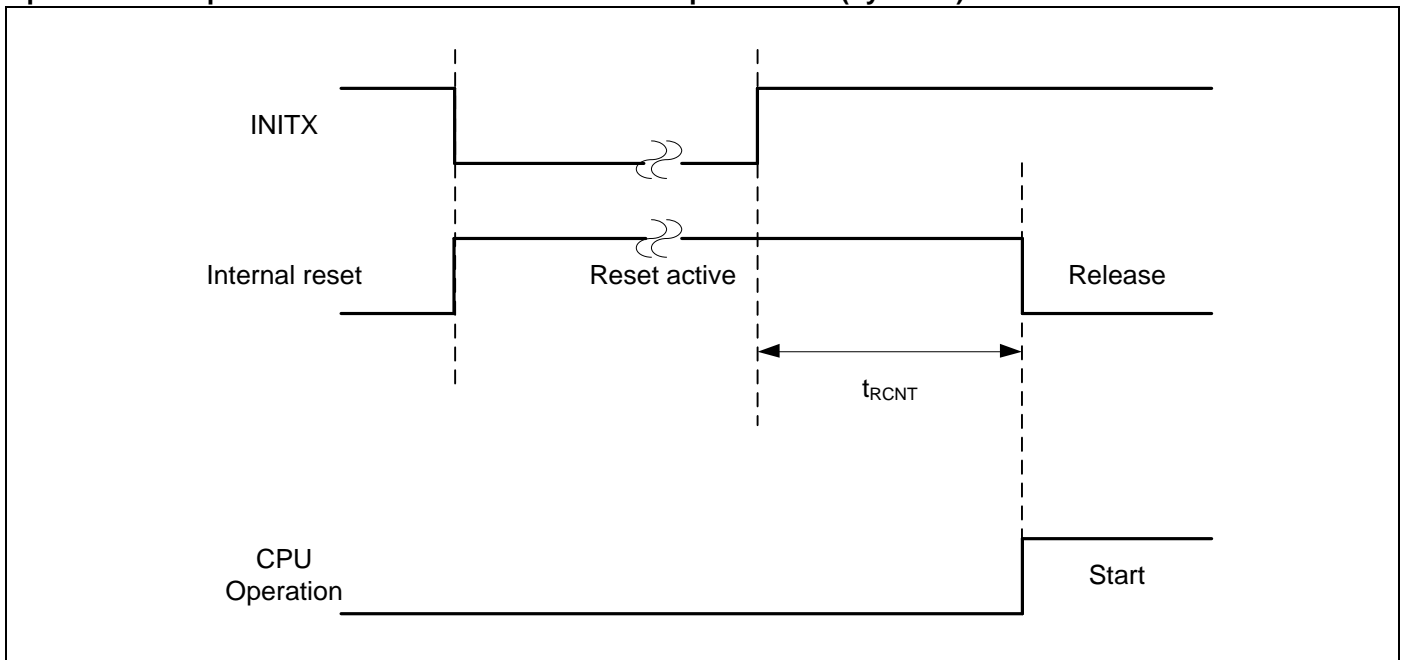 INITX
Internal reset
Reset active
Release
tRCNT
CPU
Operation
Start